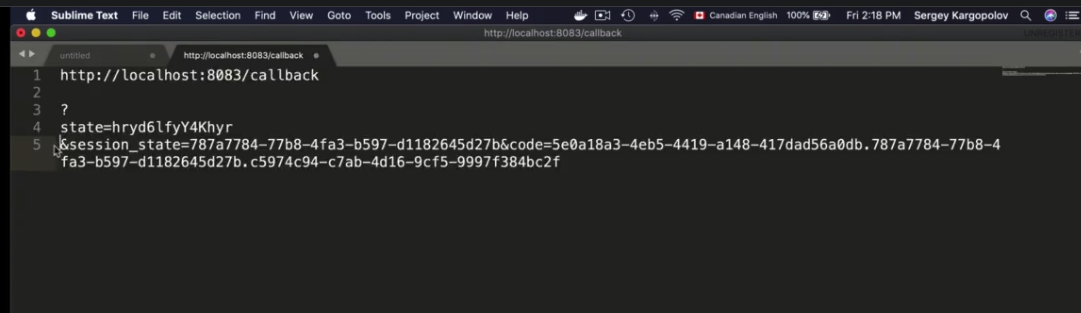 Sublime Text File Edit Selection Find View Goto Tools Project Window Help Canadian English 100% Fri 2:18 PM Sergey Kargopolov
http://localhost:8083/callback
UNREGISTER
untitled http://localhost:8083/callback
1 http://localhost:8083/callback
2
3 ?
4 state=hryd6lfyY4Khyr
5 &session_state=787a7784-77b8-4fa3-b597-d1182645d27b&code=5e0a18a3-4eb5-4419-a148-417dad56a0db.787a7784-77b8-4
fa3-b597-d1182645d27b.c5974c94-c7ab-4d16-9cf5-9997f384bc2f